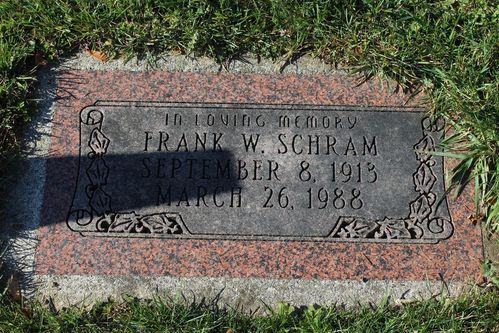 IN LOVING MEMORY
FRANK W. SCHRAM
SEPTEMBER 8, 1913
MARCH 26, 1988